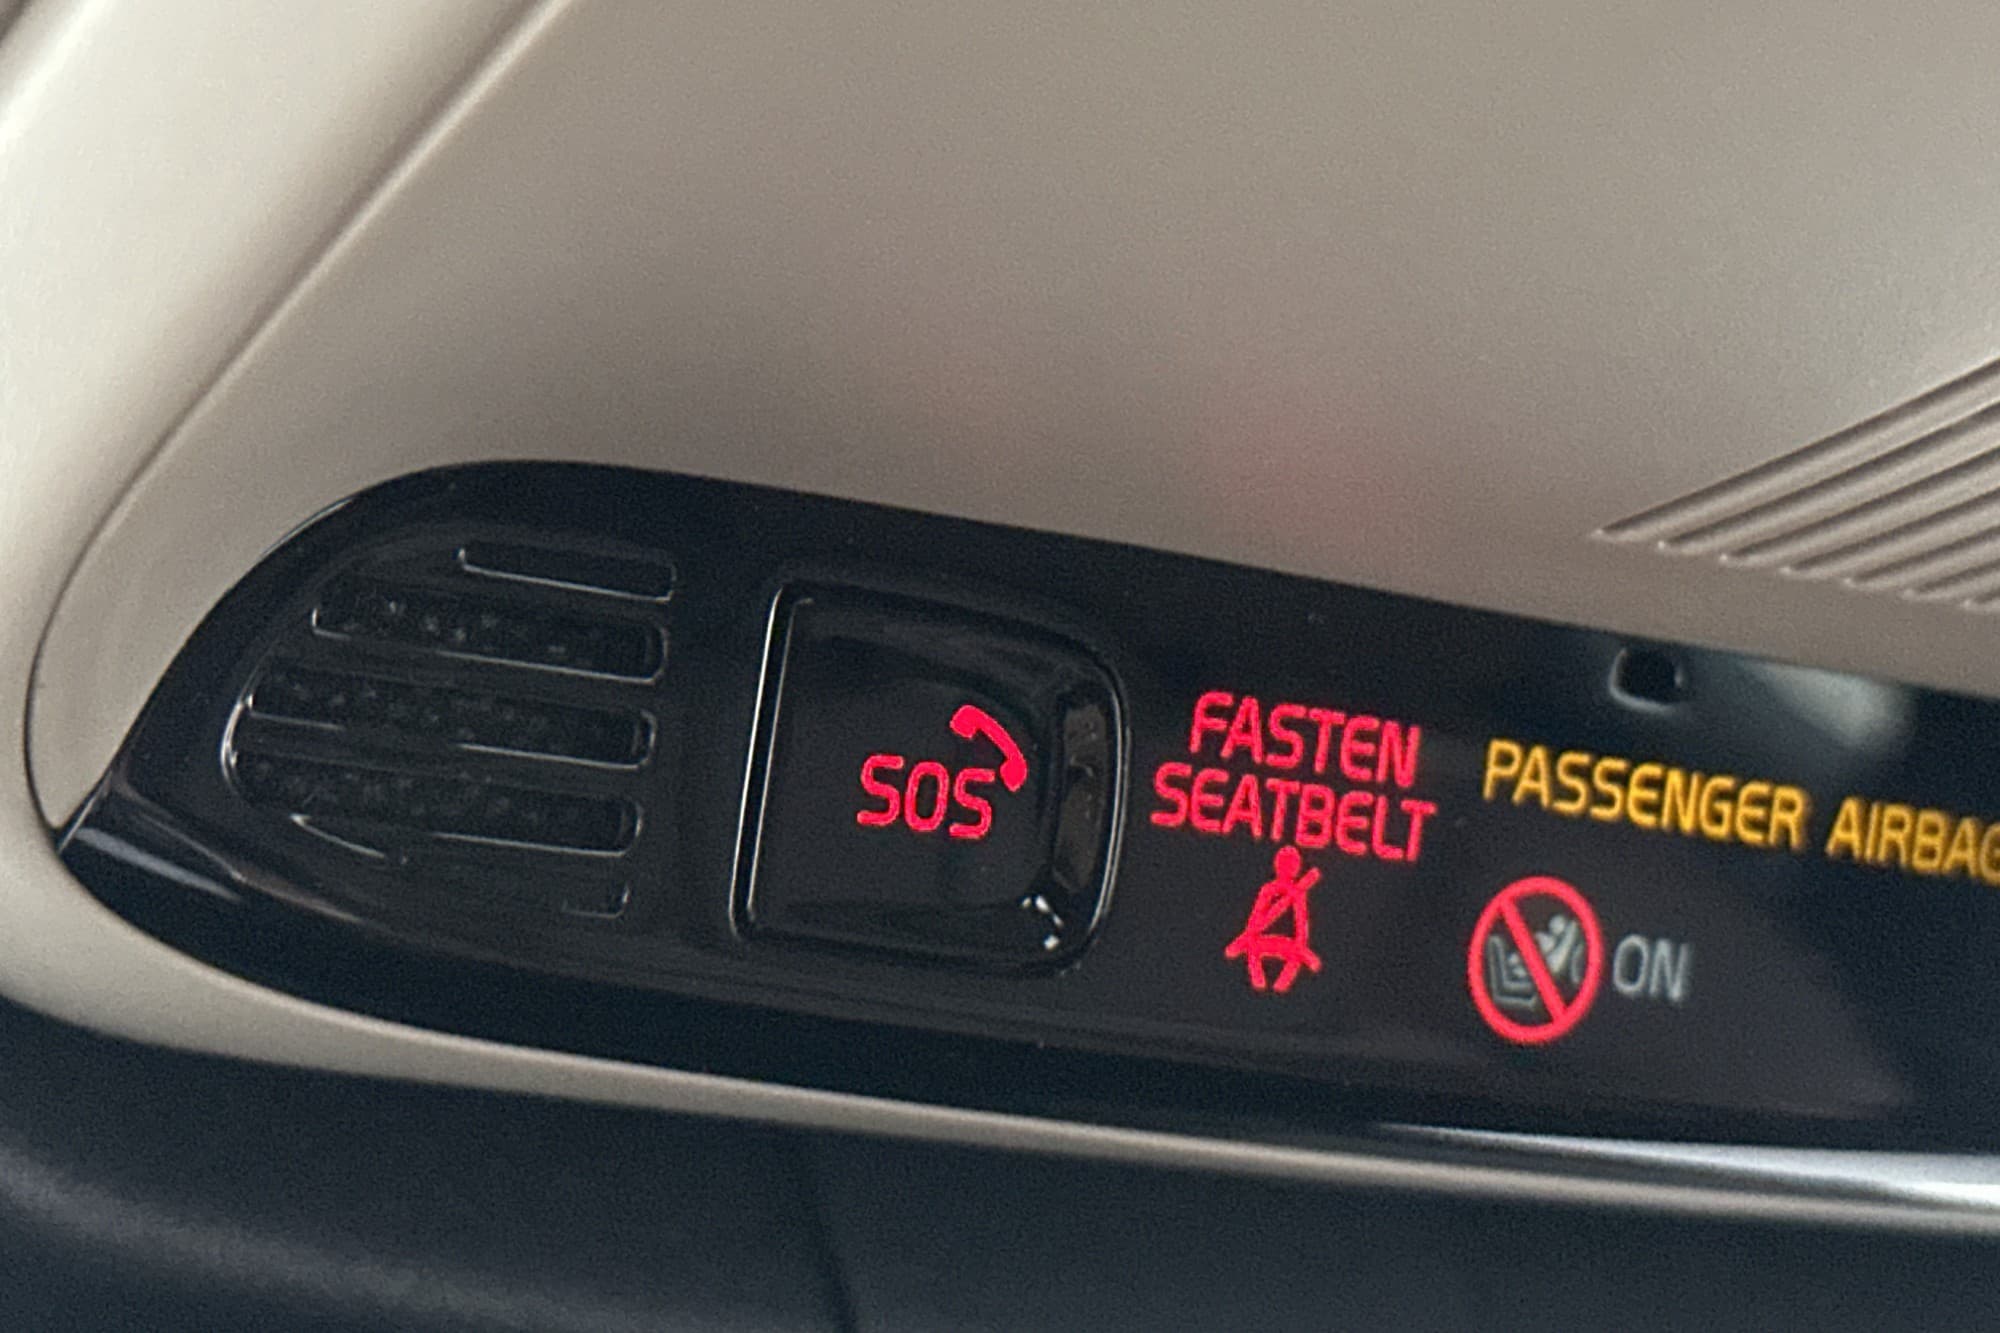 SOS
FASTEN
SEATBELT
PASSENGER AIRBAG
ON